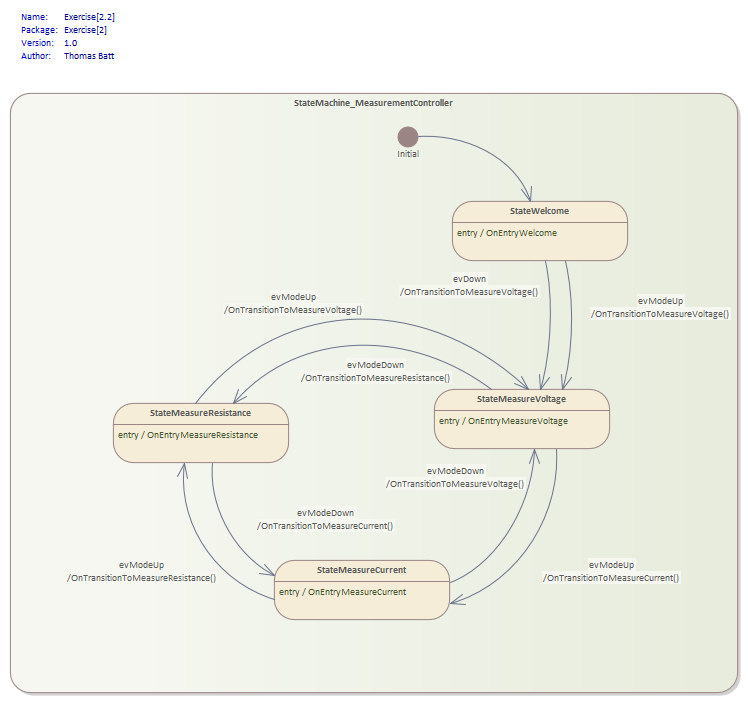 Name: Exercise[2.2]
Package: Exercise[2]
Version: 1.0
Author: Thomas Batt
StateMachine_MeasurementController
Initial
StateWelcome
entry / OnEntryWelcome
evDown
/OnTransitionToMeasureVoltage()
evModeUp
/OnTransitionToMeasureVoltage()
evModeUp
/OnTransitionToMeasureVoltage()
evModeDown
/OnTransitionToMeasureResistance()
StateMeasureResistance
entry / OnEntryMeasureResistance
StateMeasureVoltage
entry / OnEntryMeasureVoltage
evModeDown
/OnTransitionToMeasureVoltage()
evModeDown
/OnTransitionToMeasureCurrent()
evModeUp
/OnTransitionToMeasureResistance()
evModeUp
/OnTransitionToMeasureCurrent()
StateMeasureCurrent
entry / OnEntryMeasureCurrent